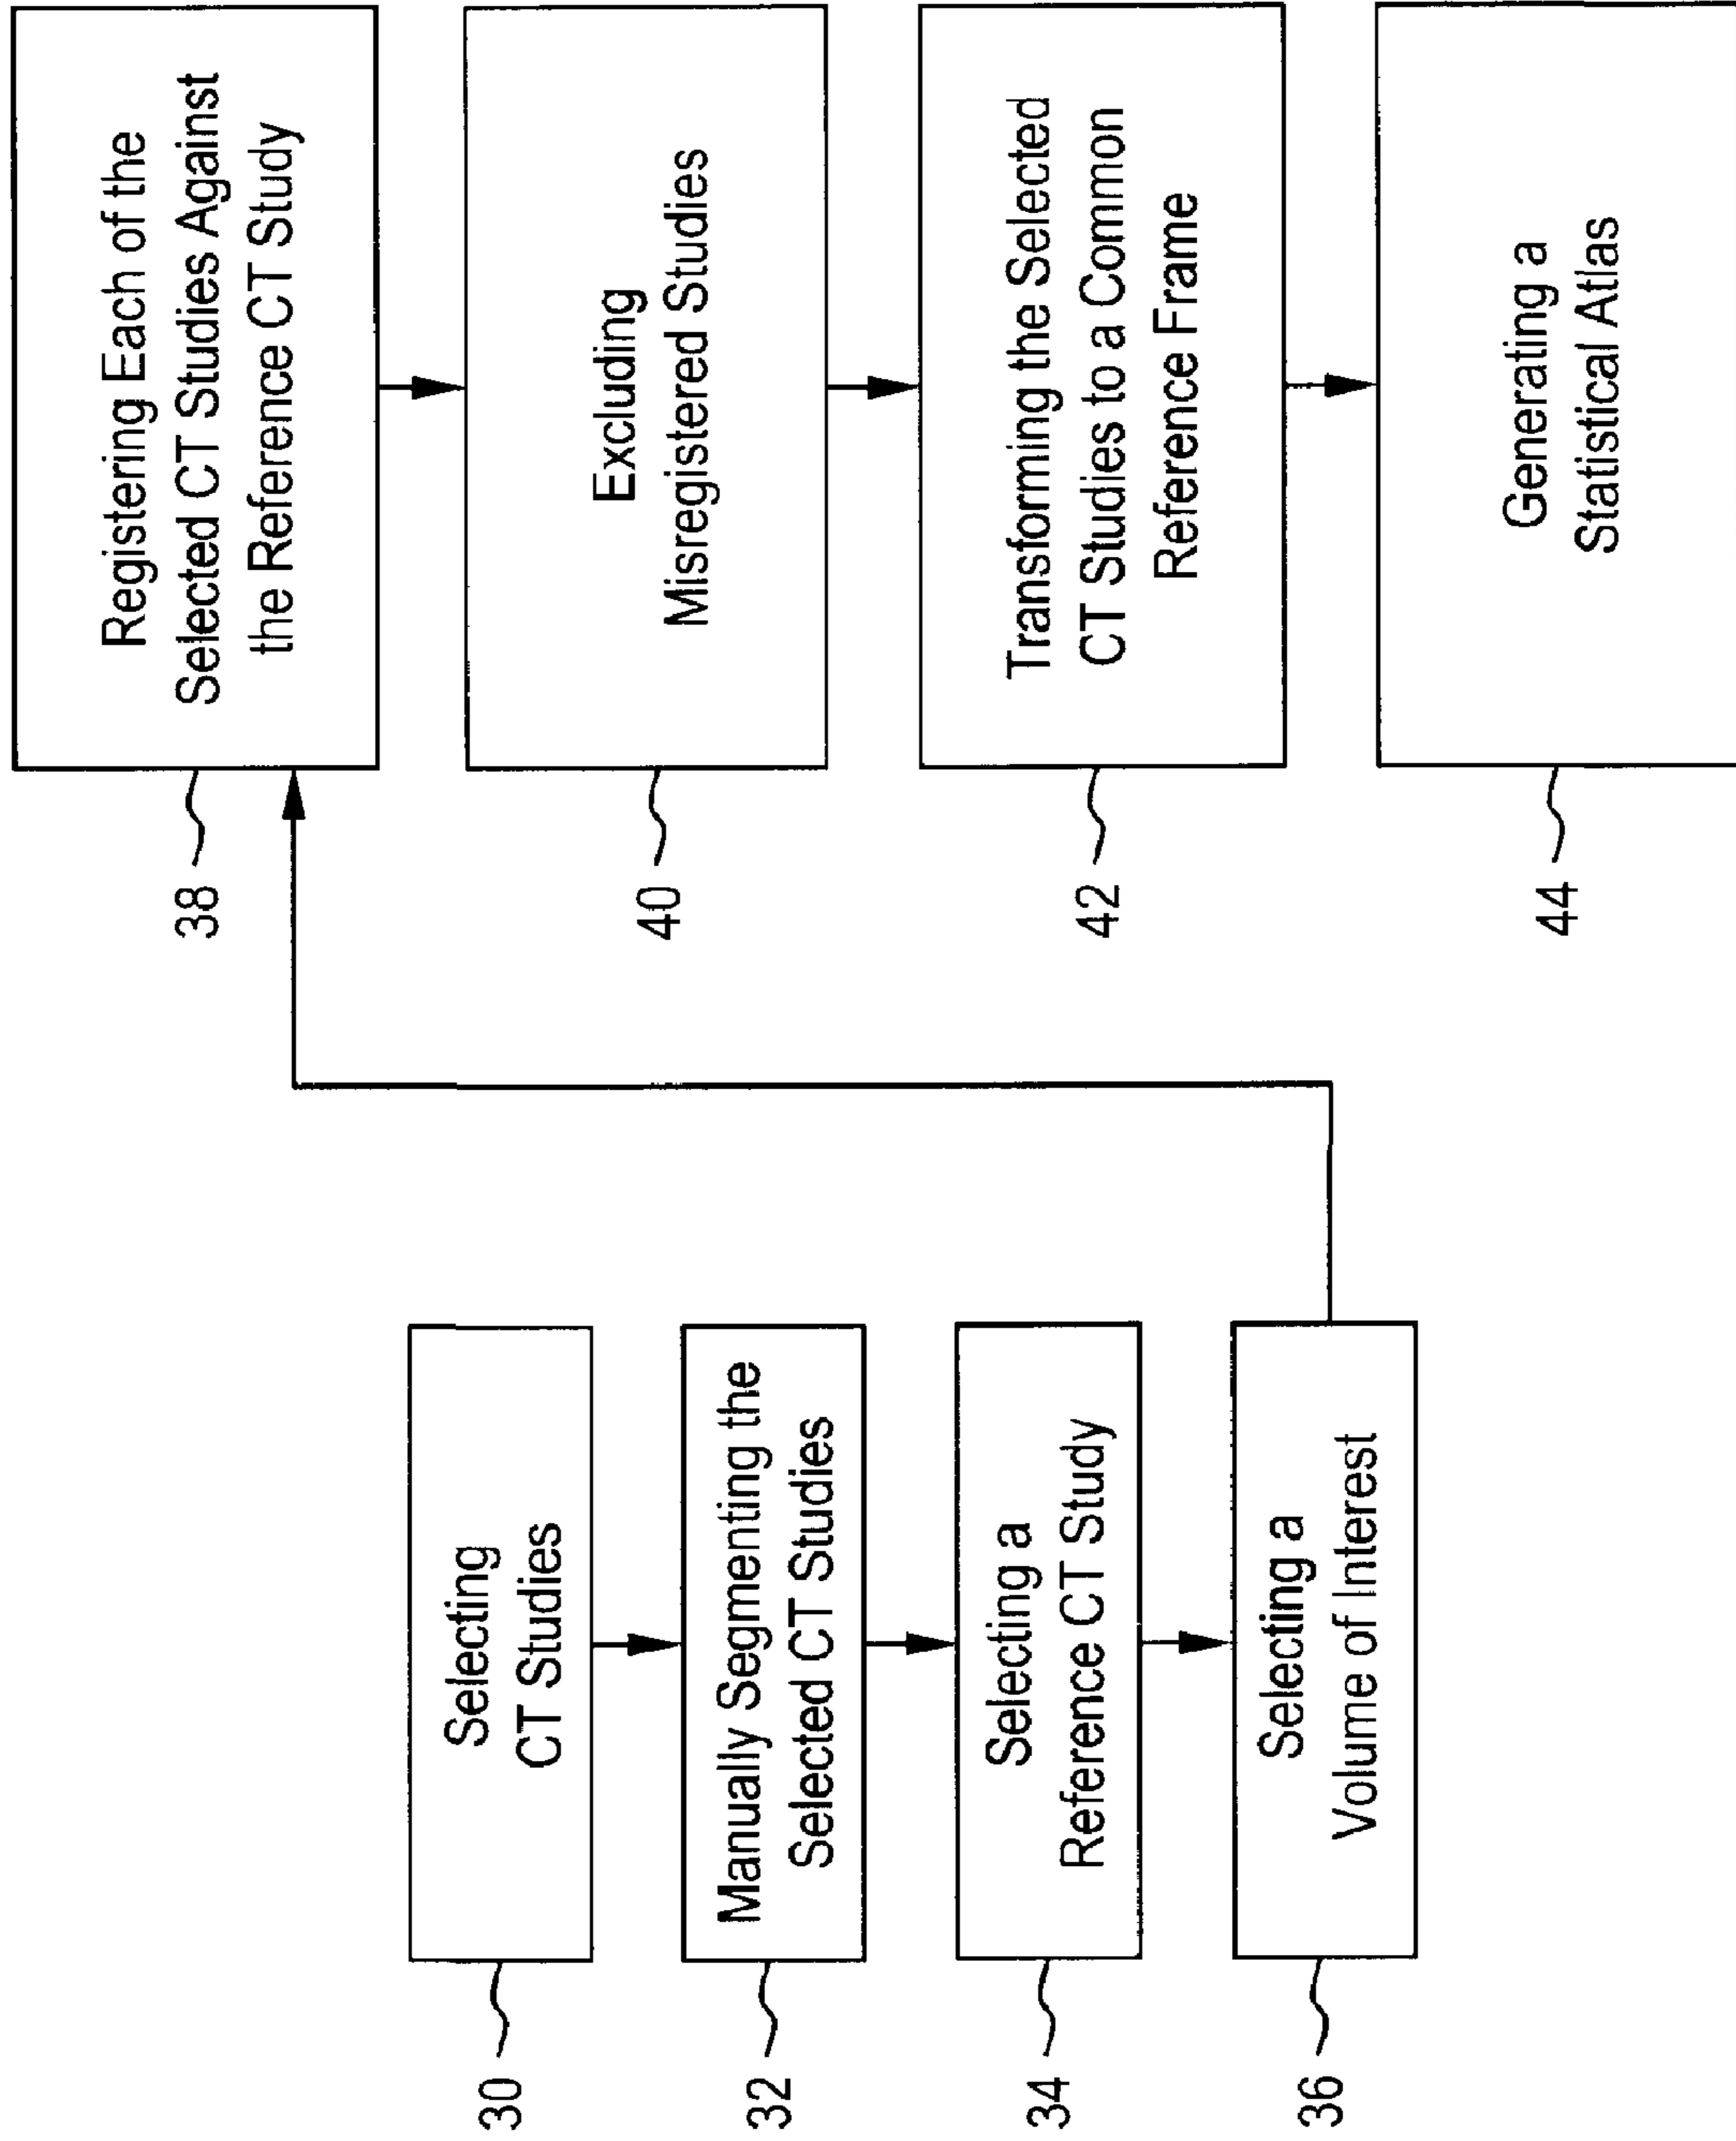 30
Selecting
CT Studies
32
Manually Segmenting the
Selected CT Studies
34
Selecting a
Reference CT Study
36
Selecting a
Volume of Interest
38
Registering Each of the
Selected CT Studies Against
the Reference CT Study
40
Excluding
Misregistered Studies
42
Transforming the Selected
CT Studies to a Common
Reference Frame
44
Generating a
Statistical Atlas